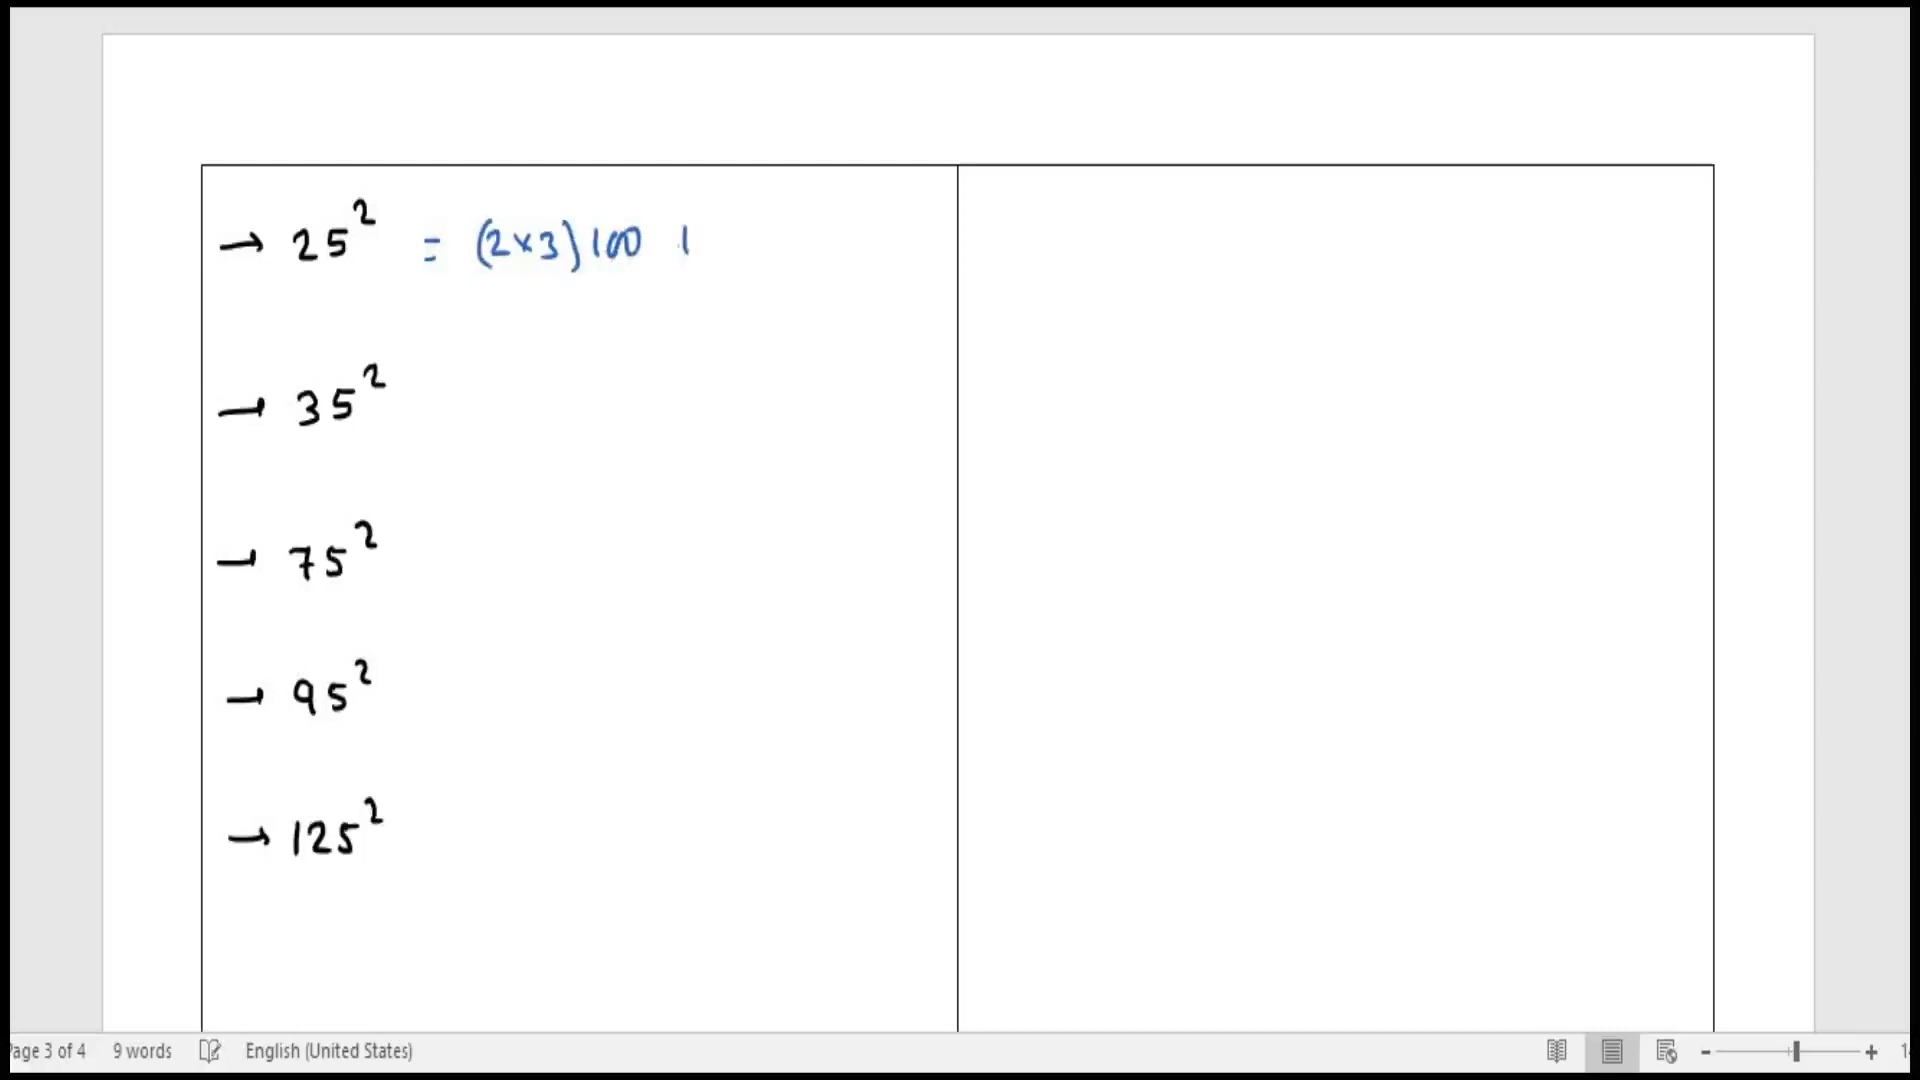 → 25² = (2×3)100 I
→ 35²
→ 75²
→ 95²
→ 125²
Page 3 of 4 9 words English (United States) - +